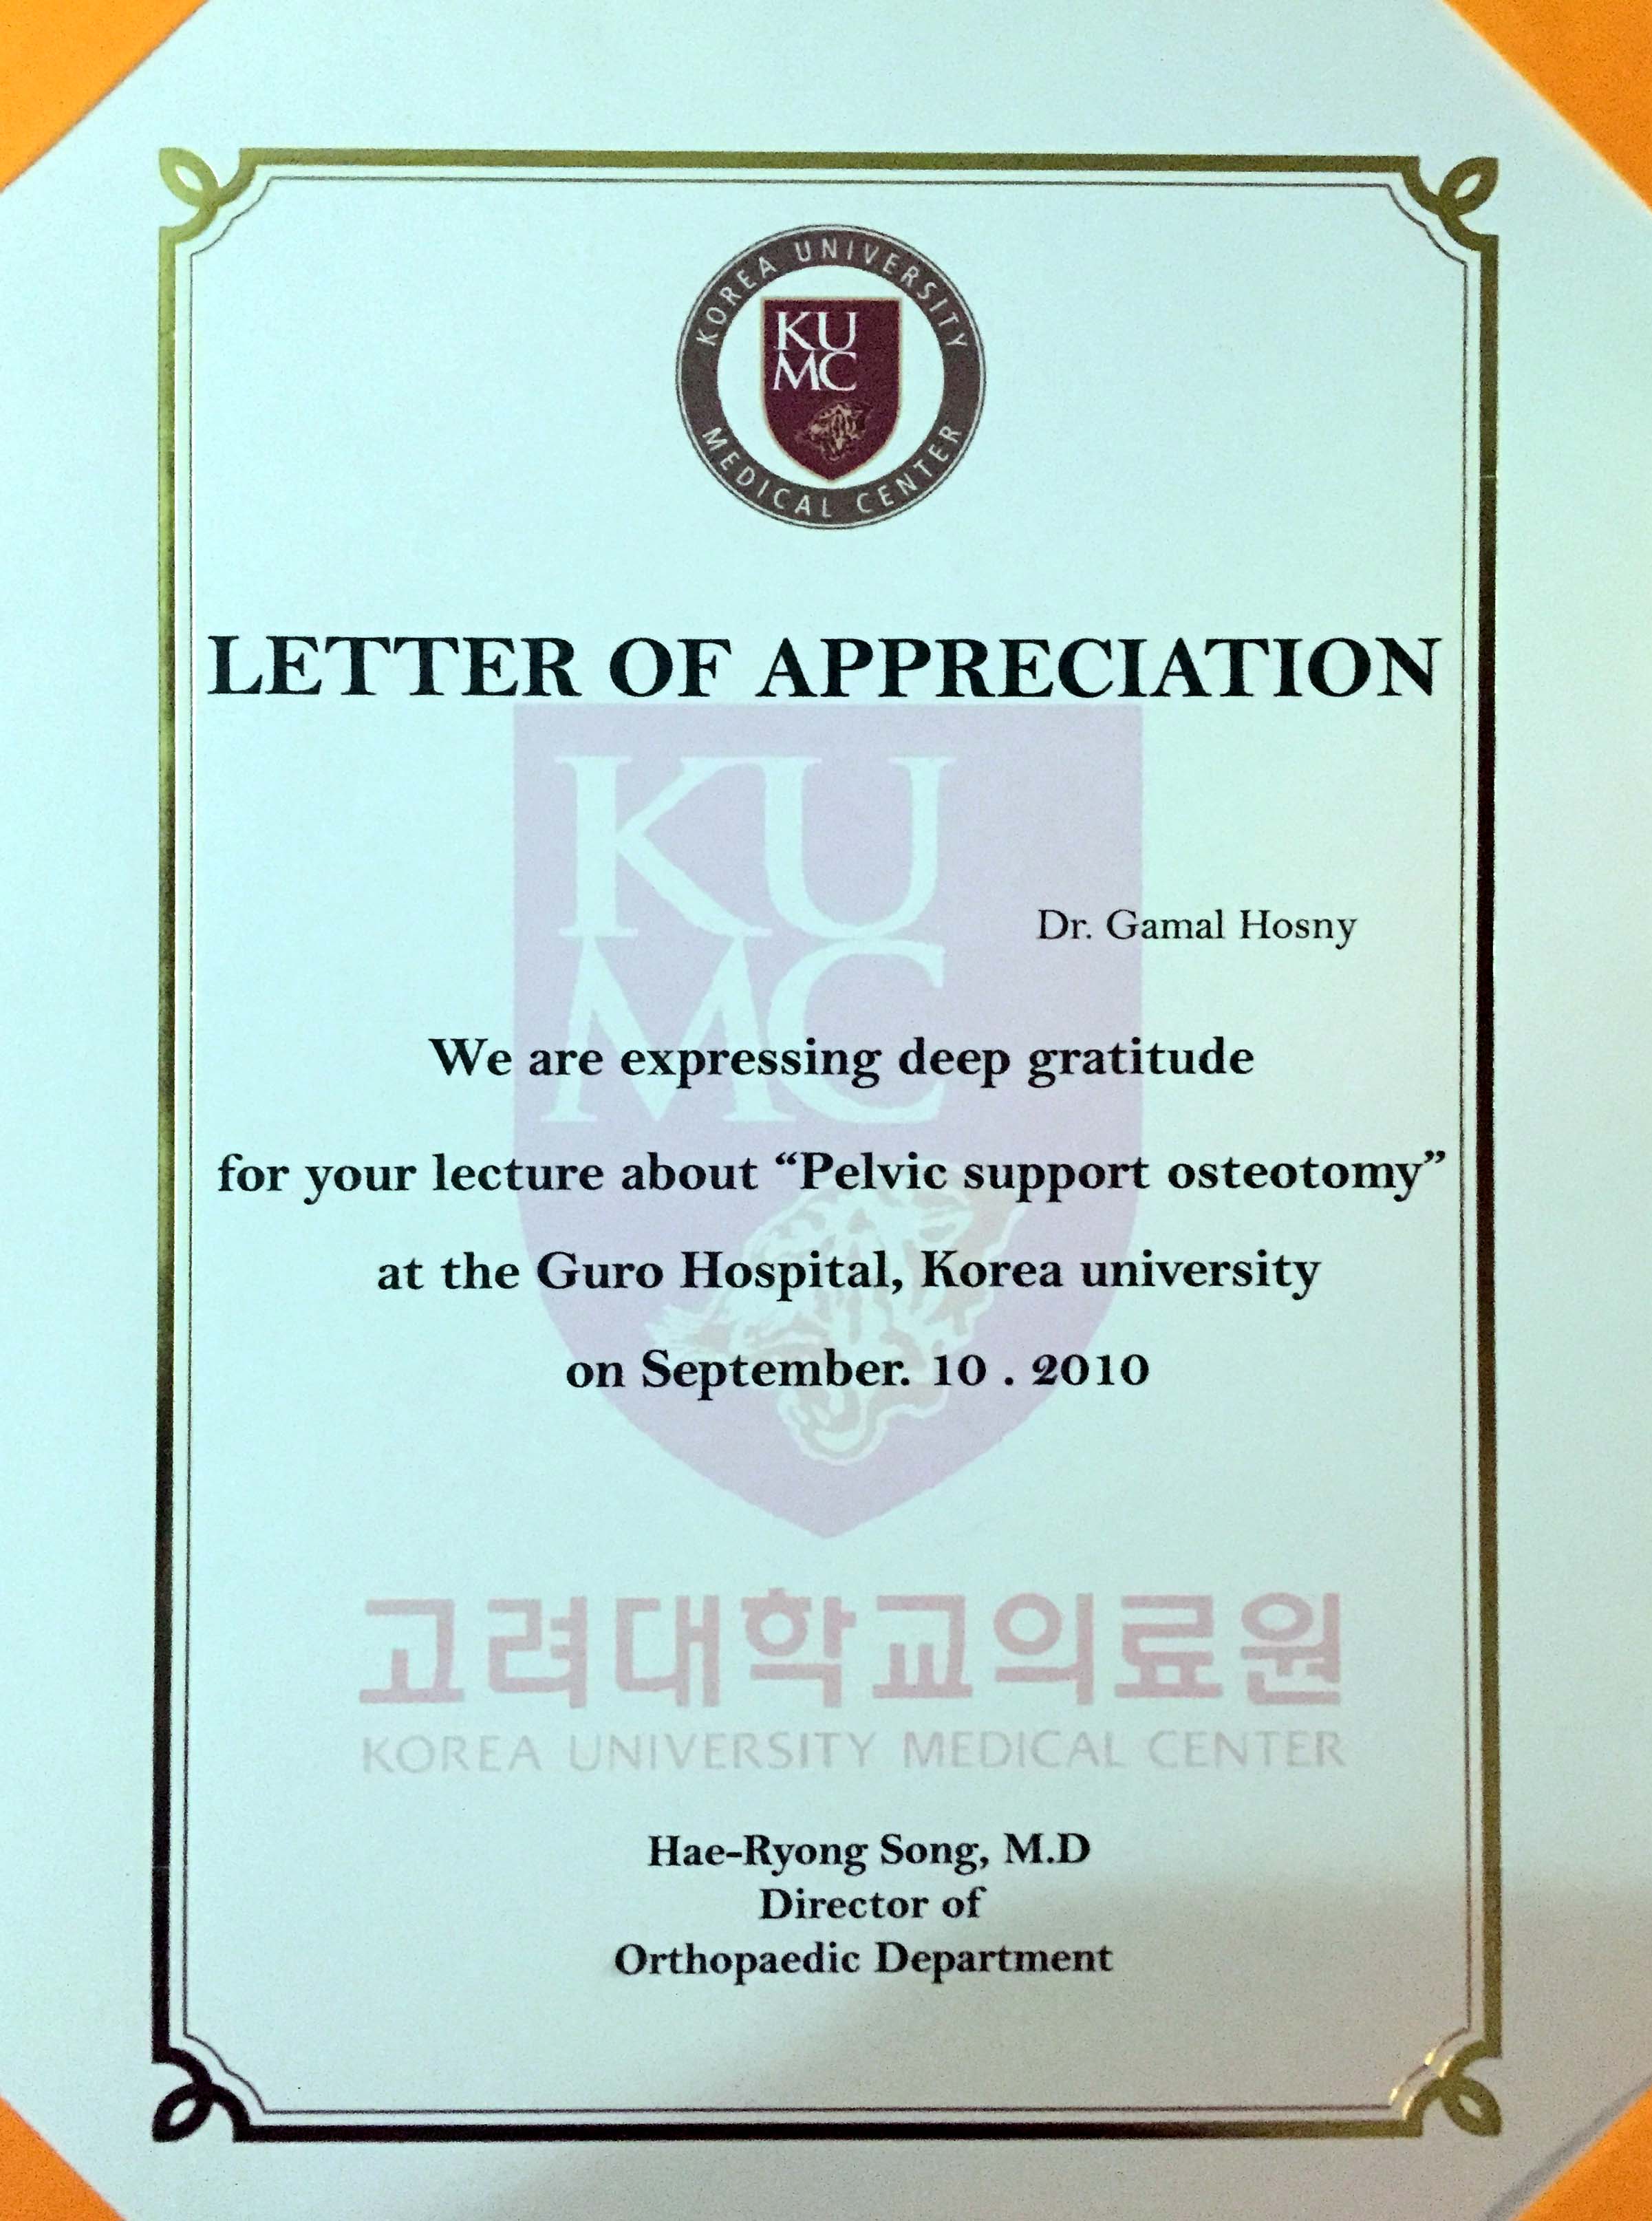 KOREA UNIVERSITY
KU
MC
MEDICAL CENTER
LETTER OF APPRECIATION
KU
MC
Dr. Gamal Hosny
We are expressing deep gratitude
for your lecture about “Pelvic support osteotomy”
at the Guro Hospital, Korea university
on September. 10 . 2010
고려대학교의료원
KOREA UNIVERSITY MEDICAL CENTER
Hae-Ryong Song, M.D
Director of
Orthopaedic Department